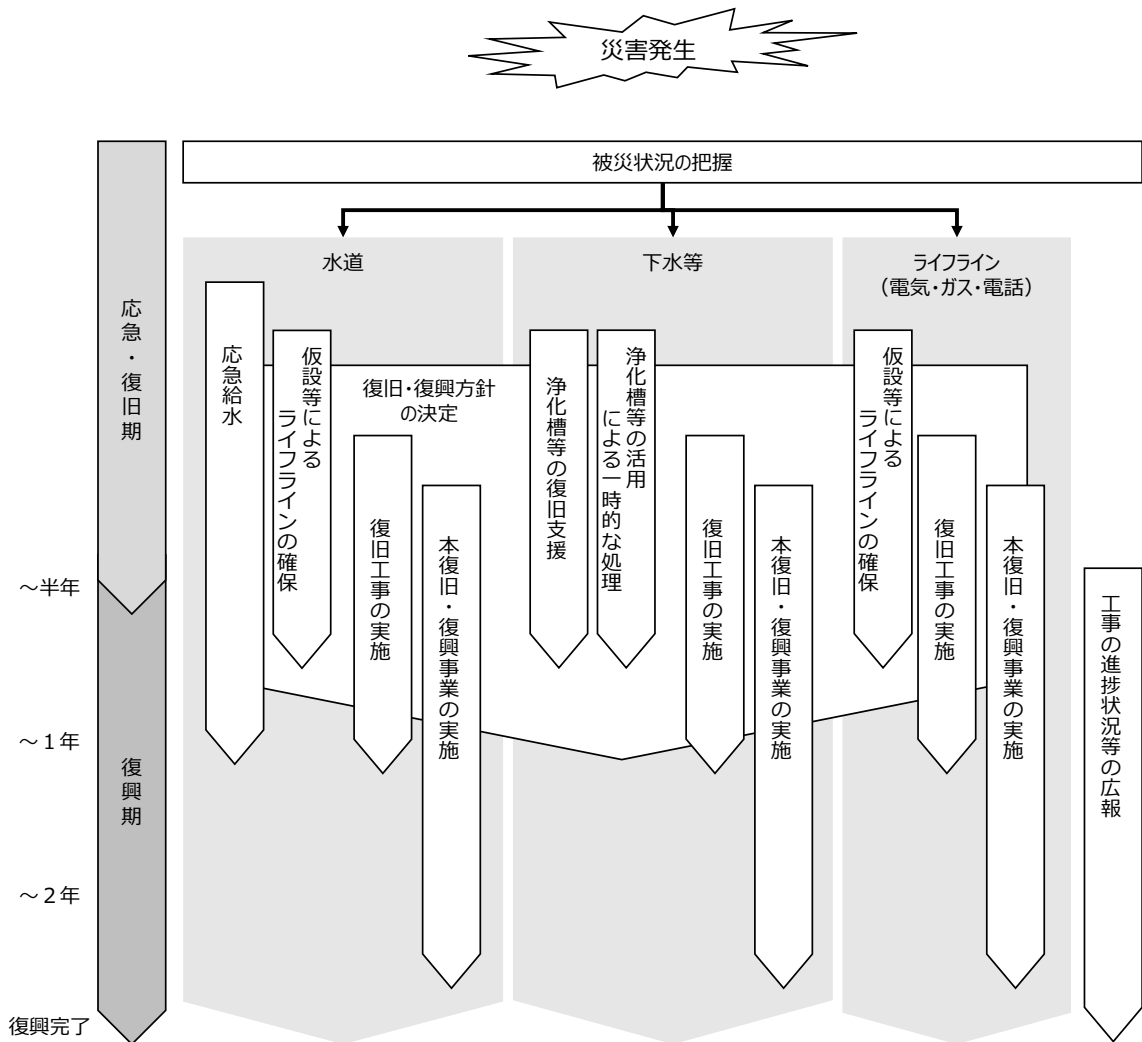 災害発生
被災状況の把握
水道
下水等
ライフライン
（電気・ガス・電話）
応急・復旧期
復興期
～半年
～１年
～２年
復興完了
復旧・復興方針
の決定
応急給水
仮設等による
ライフラインの確保
復旧工事の実施
本復旧・復興事業の実施
浄化槽等の復旧支援
浄化槽等の活用
による一時的な処理
復旧工事の実施
本復旧・復興事業の実施
仮設等による
ライフラインの確保
復旧工事の実施
本復旧・復興事業の実施
工事の進捗状況等の広報